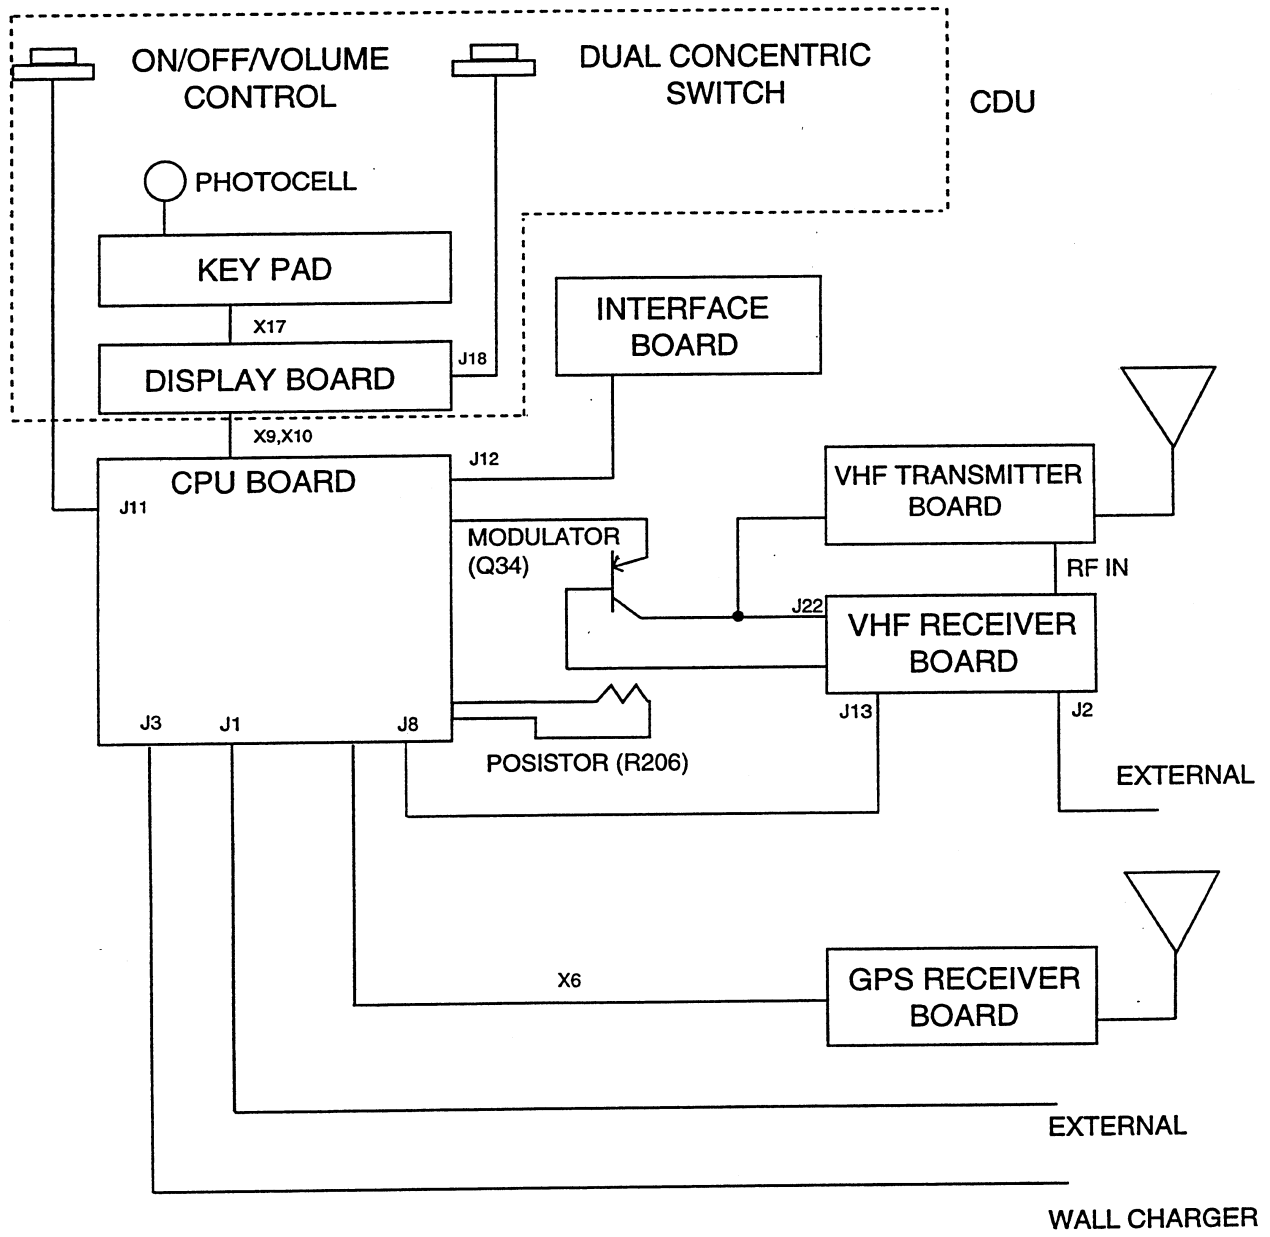 ON/OFF/VOLUME
CONTROL
DUAL CONCENTRIC
SWITCH
CDU
PHOTOCELL
KEY PAD
X17
INTERFACE
BOARD
J18
DISPLAY BOARD
X9,X10
J12
CPU BOARD
J11
VHF TRANSMITTER
BOARD
MODULATOR
(Q34)
RF IN
J22
VHF RECEIVER
BOARD
J3
J1
J8
J13
J2
POSISTOR (R206)
EXTERNAL
X6
GPS RECEIVER
BOARD
EXTERNAL
WALL CHARGER